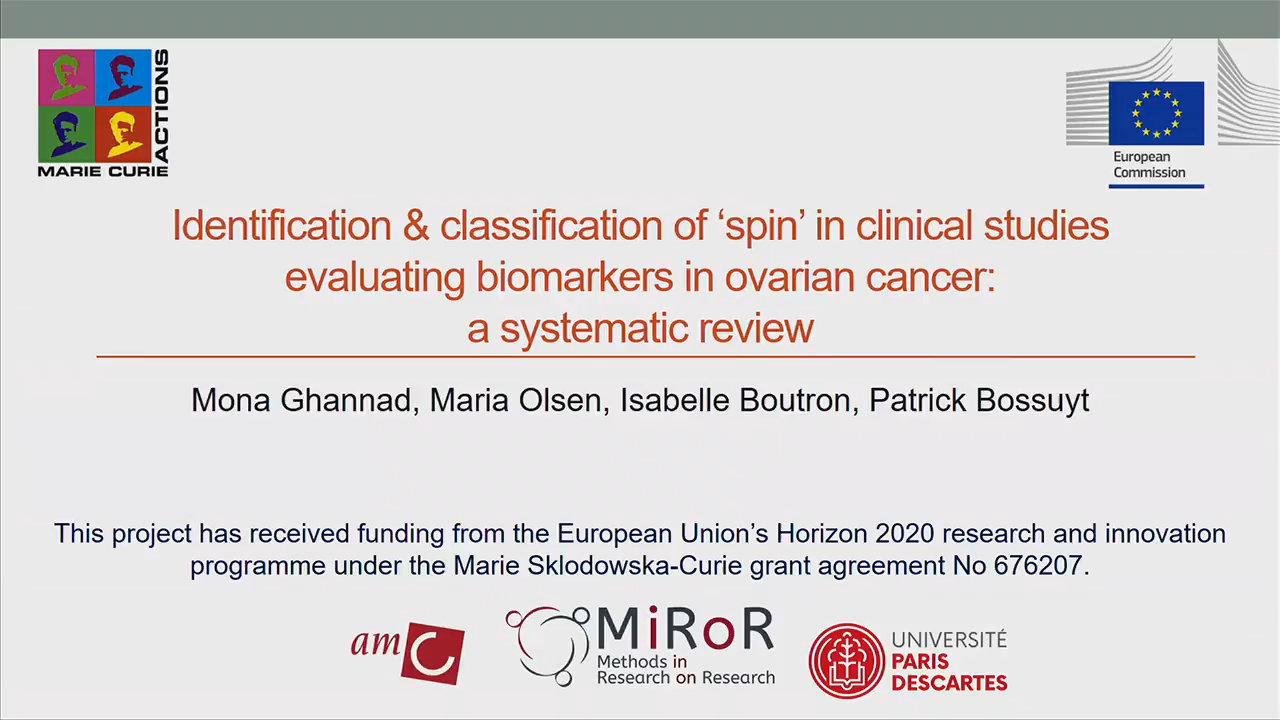 MARIE CURIE
ACTIONS
European
Commission
Identification & classification of ‘spin’ in clinical studies
evaluating biomarkers in ovarian cancer:
a systematic review
Mona Ghannad, Maria Olsen, Isabelle Boutron, Patrick Bossuyt
This project has received funding from the European Union’s Horizon 2020 research and innovation
programme under the Marie Sklodowska-Curie grant agreement No 676207.
amC
MiRoR
Methods in
Research on Research
UNIVERSITÉ
PARIS
DESCARTES